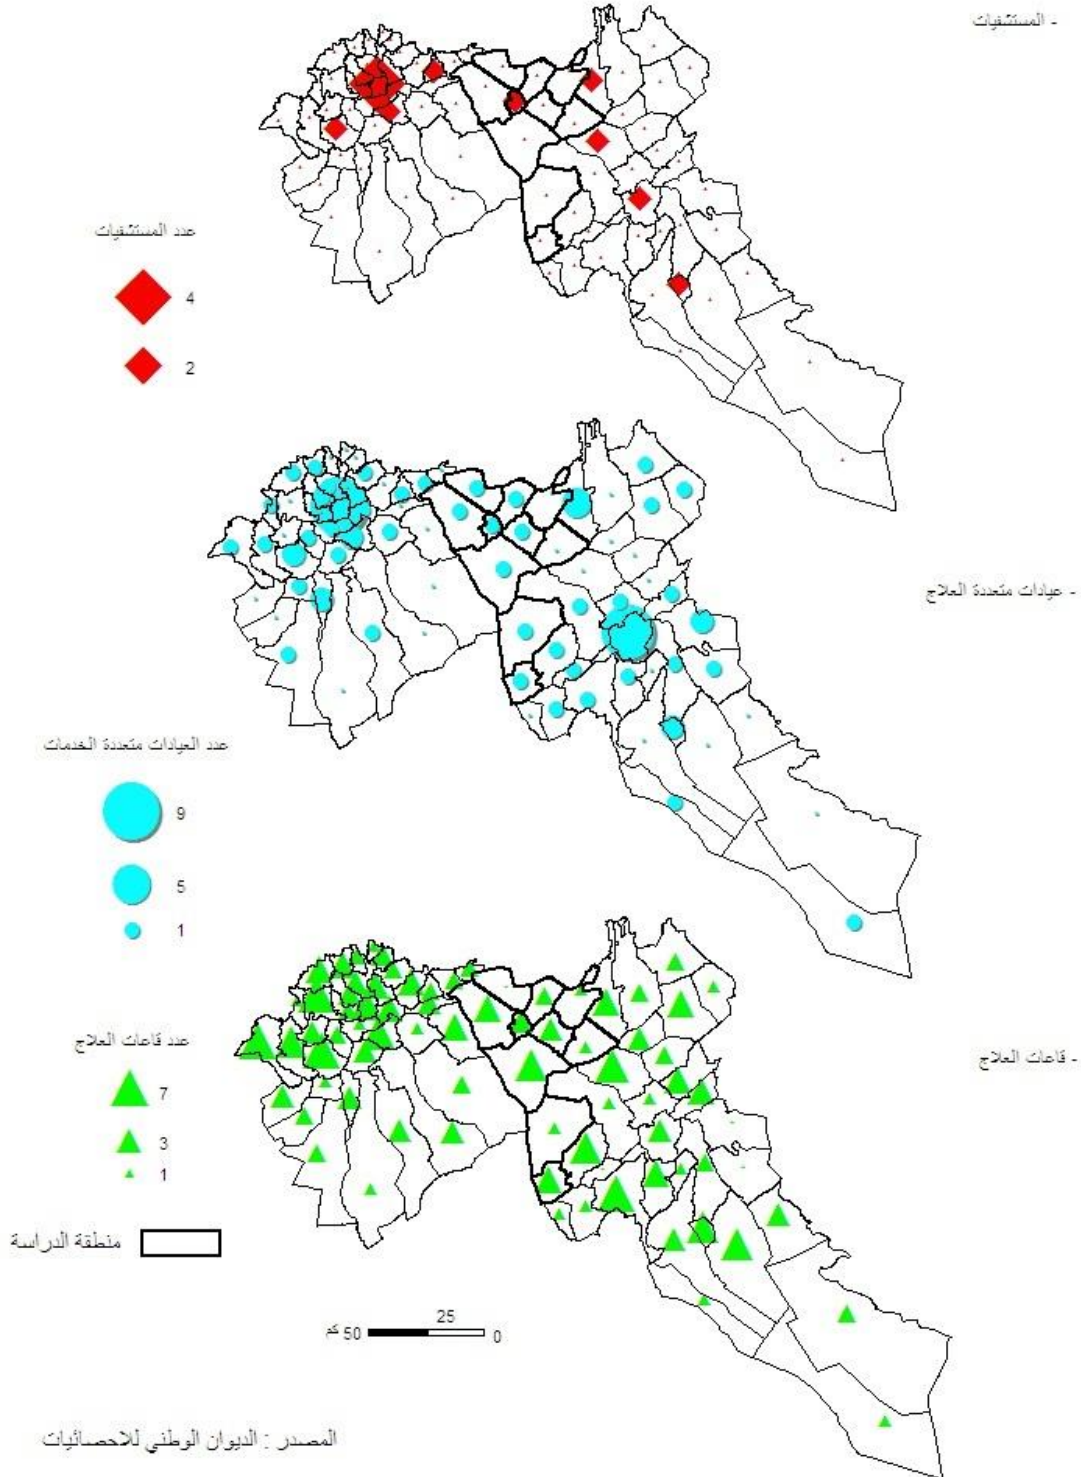 - المستشفيات
عدد المستشفيات
4
2
- عيادات متعددة العلاج
عدد العيادات متعددة الخدمات
9
5
1
- قاعات العلاج
عدد قاعات العلاج
7
3
1
منطقة الدراسة
25
كم 50 0
المصدر : الديوان الوطني للاحصائيات